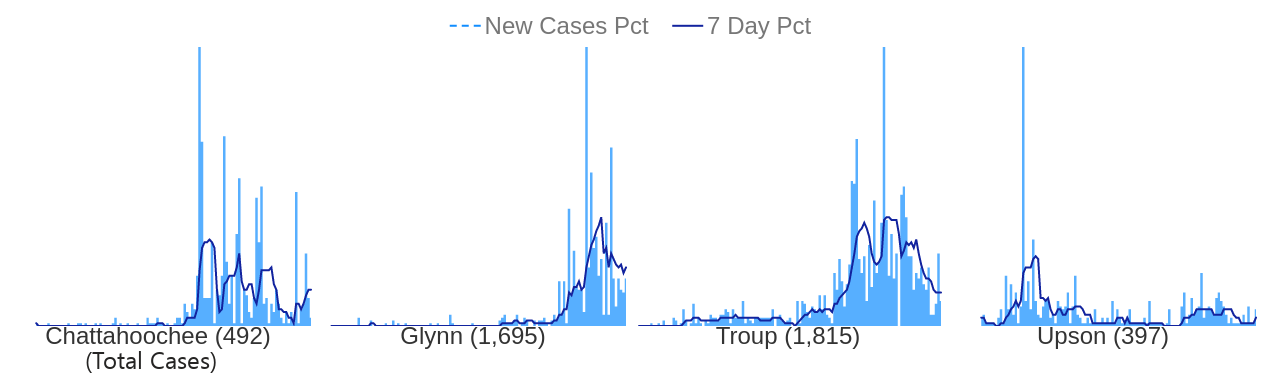 New Cases Pct 7 Day Pct
Chattahoochee (492) Glynn (1,695) Troup (1,815) Upson (397)
(Total Cases)